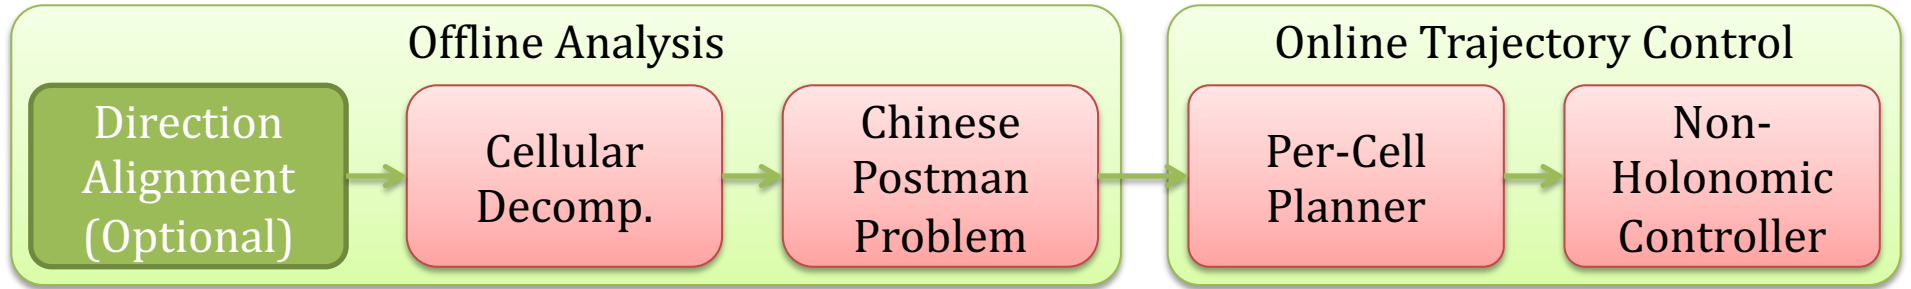 Offline Analysis
Direction
Alignment
(Optional)
Cellular
Decomp.
Chinese
Postman
Problem
Online Trajectory Control
Per-Cell
Planner
Non-
Holonomic
Controller